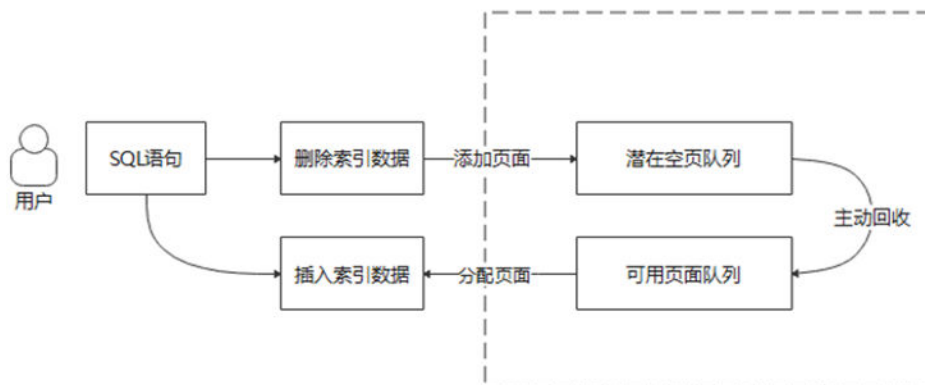 用户
SQL语句
删除索引数据
添加页面
潜在空页队列
主动回收
插入索引数据
分配页面
可用页面队列